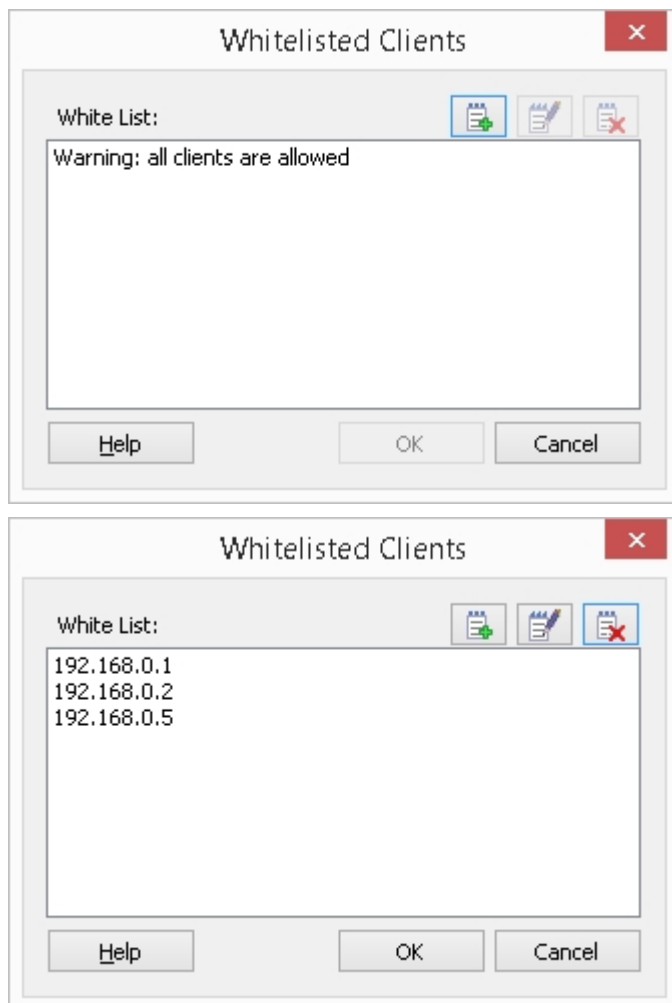 Whitelisted Clients
White List:
Warning: all clients are allowed
Help OK Cancel
Whitelisted Clients
White List:
192.168.0.1
192.168.0.2
192.168.0.5
Help OK Cancel